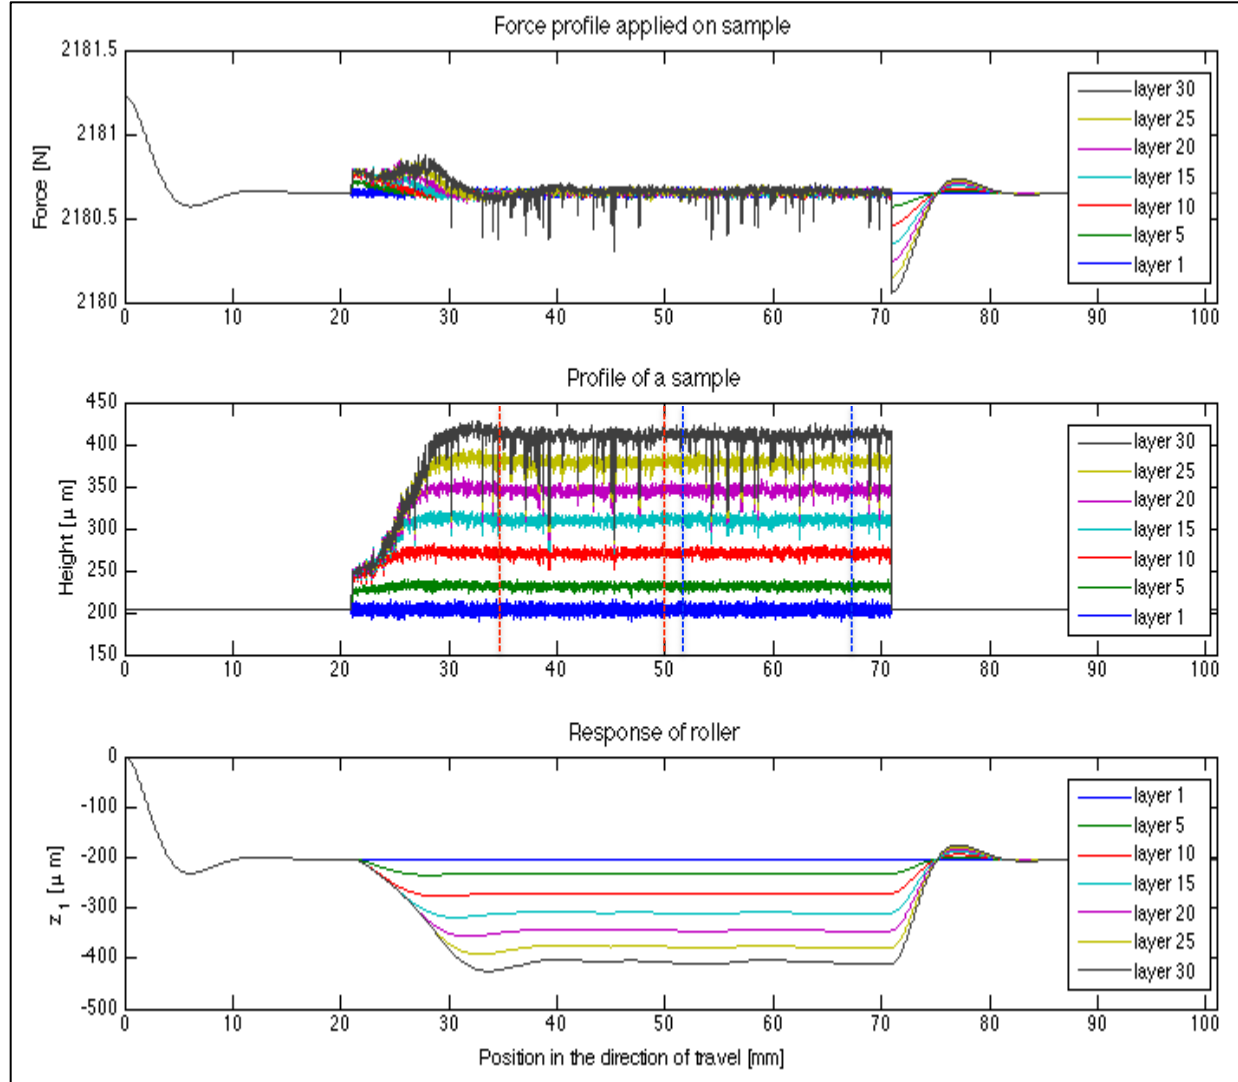 Force profile applied on sample
2181.5
2181
2180.5
2180
Force [N]
layer 30
layer 25
layer 20
layer 15
layer 10
layer 5
layer 1
0 10 20 30 40 50 60 70 80 90 100
Profile of a sample
450
400
350
300
250
200
150
Height [μ m]
layer 30
layer 25
layer 20
layer 15
layer 10
layer 5
layer 1
0 10 20 30 40 50 60 70 80 90 100
Response of roller
0
-100
-200
-300
-400
-500
z1 [μ m]
layer 1
layer 5
layer 10
layer 15
layer 20
layer 25
layer 30
0 10 20 30 40 50 60 70 80 90 100
Position in the direction of travel [mm]